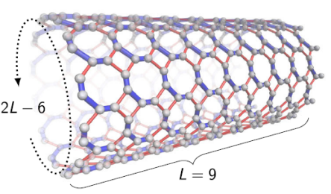 2L − 6
L = 9